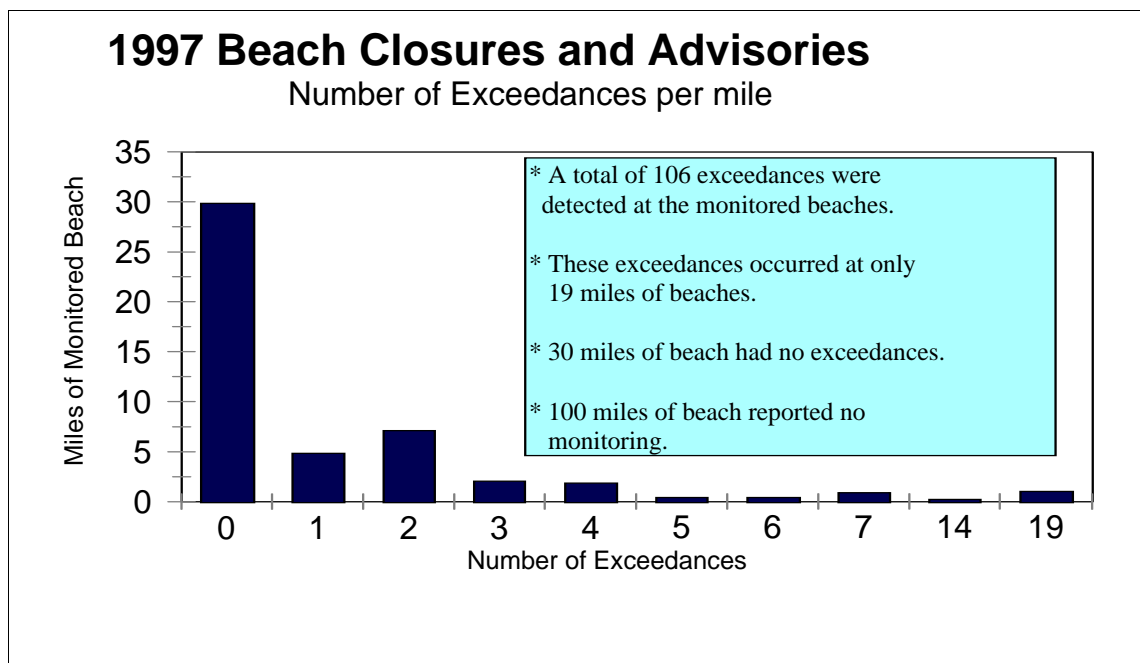 1997 Beach Closures and Advisories
Number of Exceedances per mile
35
30
25
20
15
10
5
0
Miles of Monitored Beach
* A total of 106 exceedances were
detected at the monitored beaches.
* These exceedances occurred at only
19 miles of beaches.
* 30 miles of beach had no exceedances.
* 100 miles of beach reported no
monitoring.
0 1 2 3 4 5 6 7 14 19
Number of Exceedances